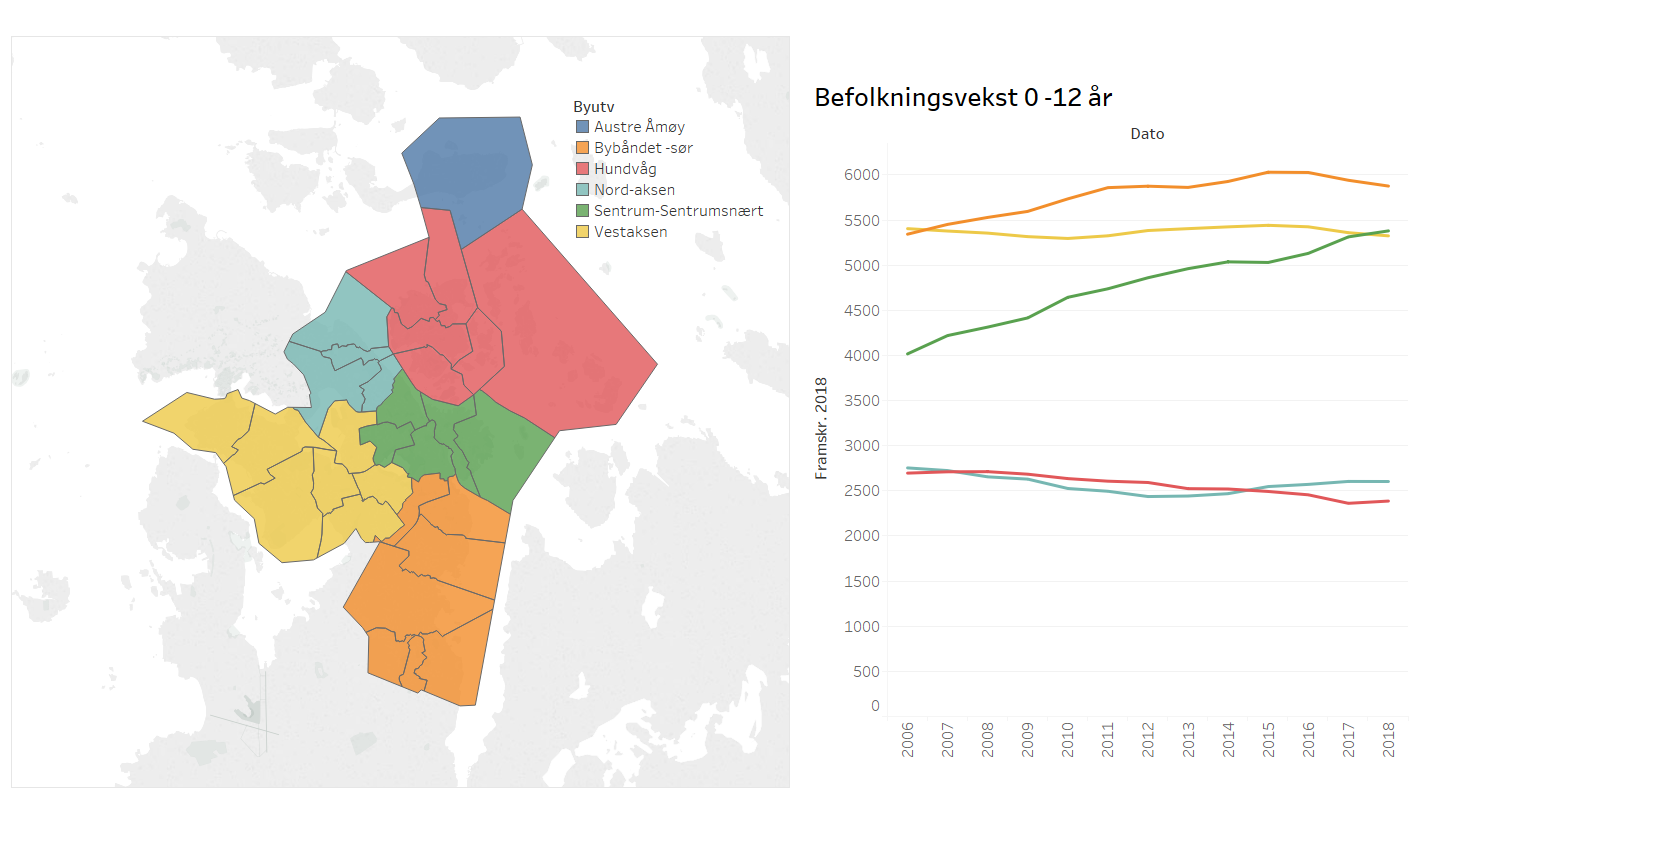 Byutv
Austre Åmøy
Bybåndet -sør
Hundvåg
Nord-aksen
Sentrum-Sentrumsnært
Vestaksen
Befolkningsvekst 0 -12 år
Dato
Framskr. 2018
6000
5500
5000
4500
4000
3500
3000
2500
2000
1500
1000
500
0
2006
2007
2008
2009
2010
2011
2012
2013
2014
2015
2016
2017
2018